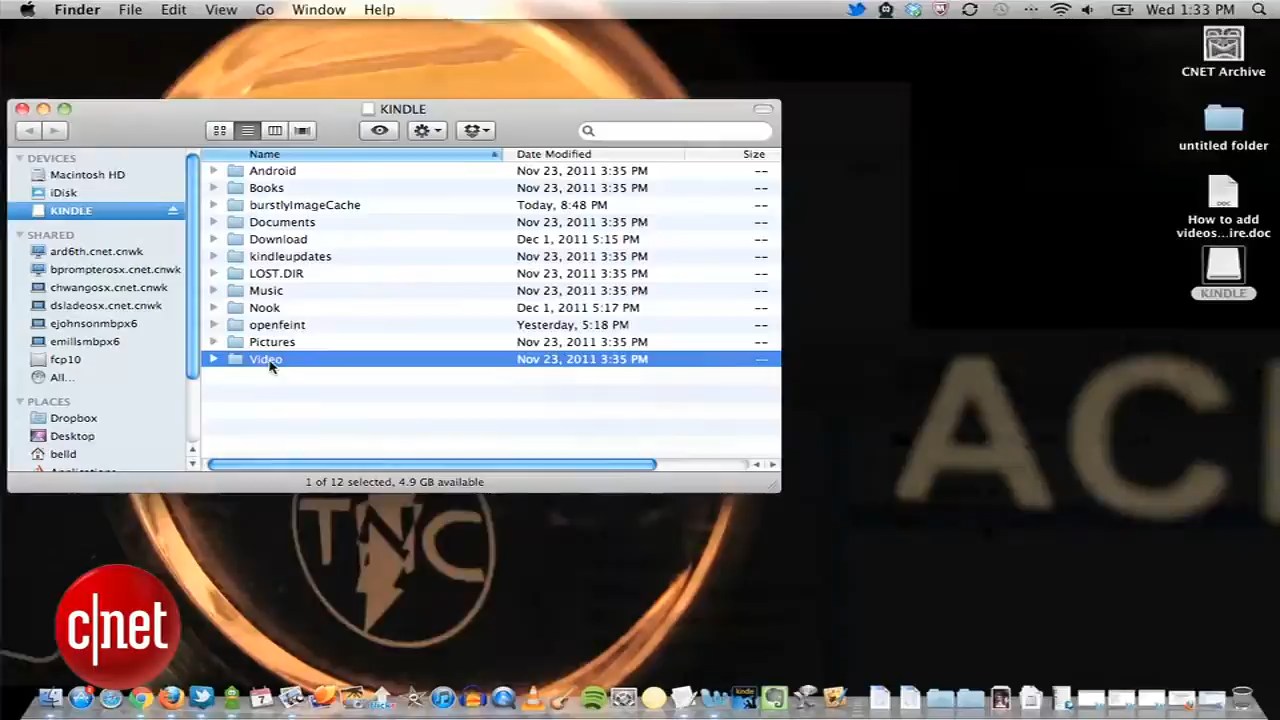 Finder File Edit View Go Window Help
Wed 1:33 PM
CNET Archive
untitled folder
DOC
How to add
videos...ire.doc
KINDLE
KINDLE
DEVICES
Macintosh HD
iDisk
KINDLE
SHARED
ard6th.cnet.cnwk
bprompterosx.cnet.cnwk
chwangosx.cnet.cnwk
dsladeosx.cnet.cnwk
ejohnsonmbpx6
emillsmbpx6
fcp10
All...
PLACES
Dropbox
Desktop
belld
Applications
Name Date Modified Size
Android Nov 23, 2011 3:35 PM --
Books Nov 23, 2011 3:35 PM --
burstlyImageCache Today, 8:48 PM --
Documents Nov 23, 2011 3:35 PM --
Download Dec 1, 2011 5:15 PM --
kindleupdates Nov 23, 2011 3:35 PM --
LOST.DIR Nov 23, 2011 3:35 PM --
Music Nov 23, 2011 3:35 PM --
Nook Dec 1, 2011 5:17 PM --
openfeint Yesterday, 5:18 PM --
Pictures Nov 23, 2011 3:35 PM --
Video Nov 23, 2011 3:35 PM --
1 of 12 selected, 4.9 GB available
TNC
AC
c|net
kindle